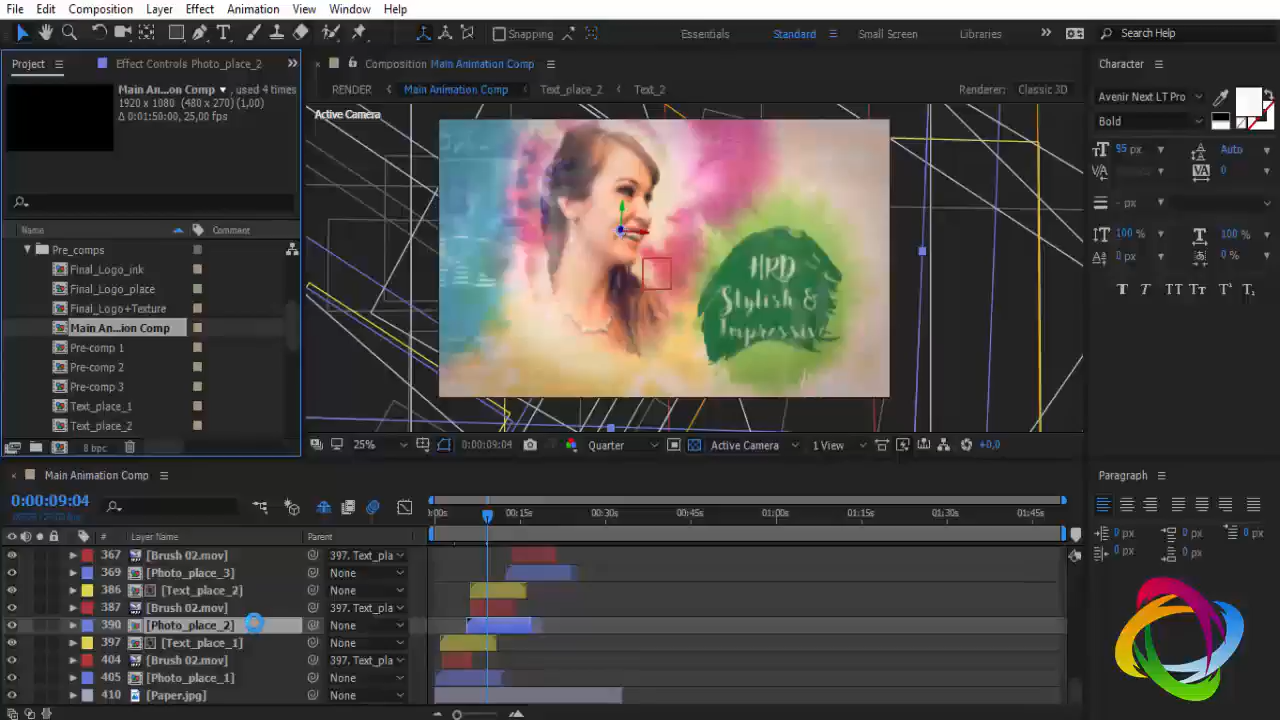 File Edit Composition Layer Effect Animation View Window Help
Snapping Essentials Standard Small Screen Libraries Search Help
Project Effect Controls Photo_place_2
Main An...on Comp , used 4 times
1920 x 1080 (480 x 270) (1,00)
Δ 0:01:50:00, 25,00 fps
Name Comment
Pre_comps
Final_Logo_ink
Final_Logo_place
Final_Logo+Texture
Main An...ion Comp
Pre-comp 1
Pre-comp 2
Pre-comp 3
Text_place_1
Text_place_2
8 bpc
Composition Main Animation Comp
RENDER Main Animation Comp Text_place_2 Text_2 Renderer: Classic 3D
Active Camera
HRD
Stylish &
Impressive
25% 0:00:09:04 Quarter Active Camera 1 View +0,0
Character
Avenir Next LT Pro
Bold
95 px Auto
0
- px
100 % 100 %
0 px 0 %
T T TT Tт T¹ T₁
Main Animation Comp
0:00:09:04
:00s 00:15s 00:30s 00:45s 01:00s 01:15s 01:30s 01:45s
# Layer Name Parent
367 [Brush 02.mov] 397. Text_pla
369 [Photo_place_3] None
386 [Text_place_2] None
387 [Brush 02.mov] 397. Text_pla
390 [Photo_place_2] None
397 [Text_place_1] None
404 [Brush 02.mov] 397. Text_pla
405 [Photo_place_1] None
410 [Paper.jpg] None
Paragraph
0 px 0 px 0 px
0 px 0 px